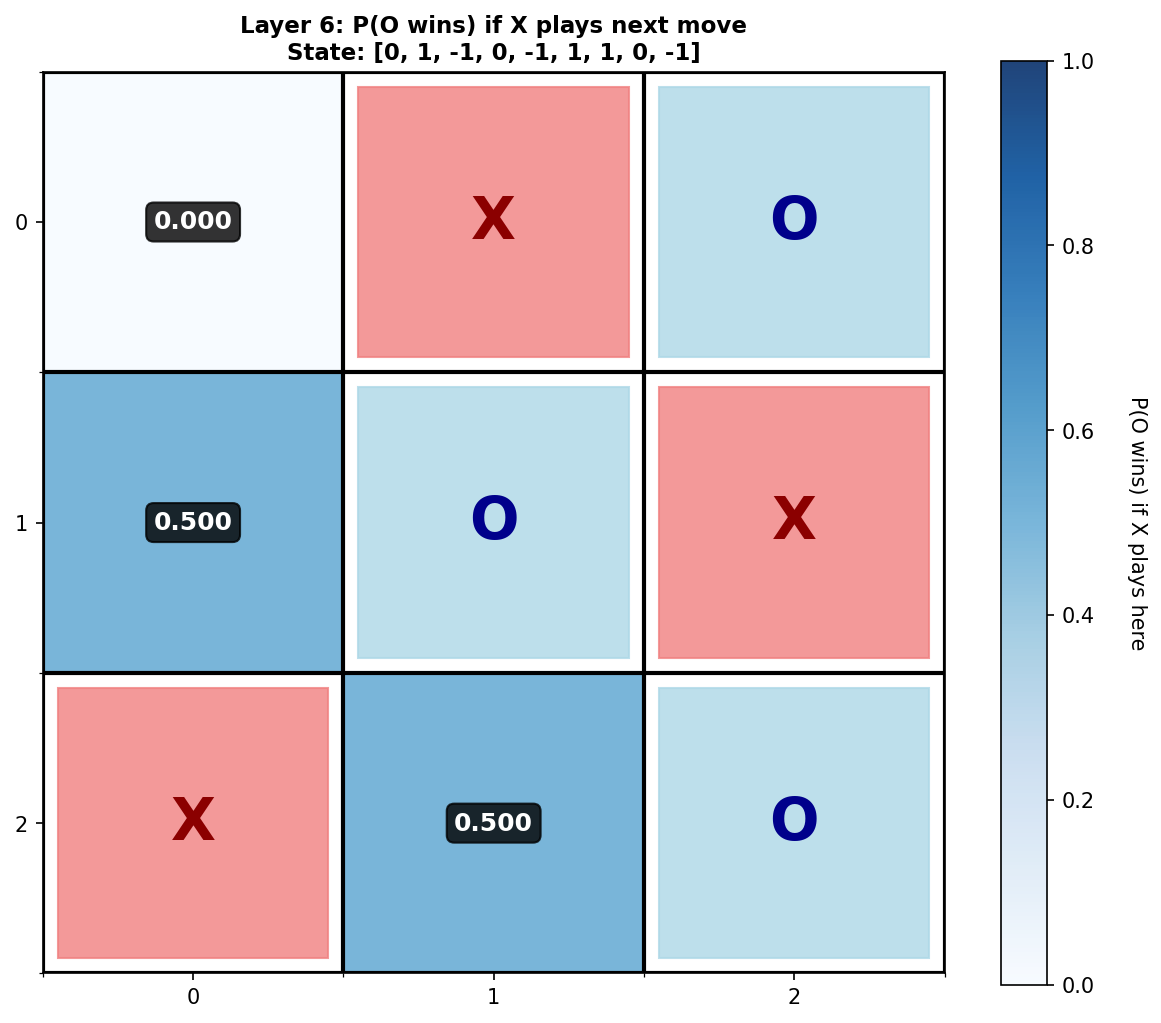 Layer 6: P(O wins) if X plays next move
State: [0, 1, -1, 0, -1, 1, 1, 0, -1]
0.000
X
O
0.500
O
X
X
0.500
O
0
1
2
0
1
2
1.0
0.8
0.6
0.4
0.2
0.0
P(O wins) if X plays here